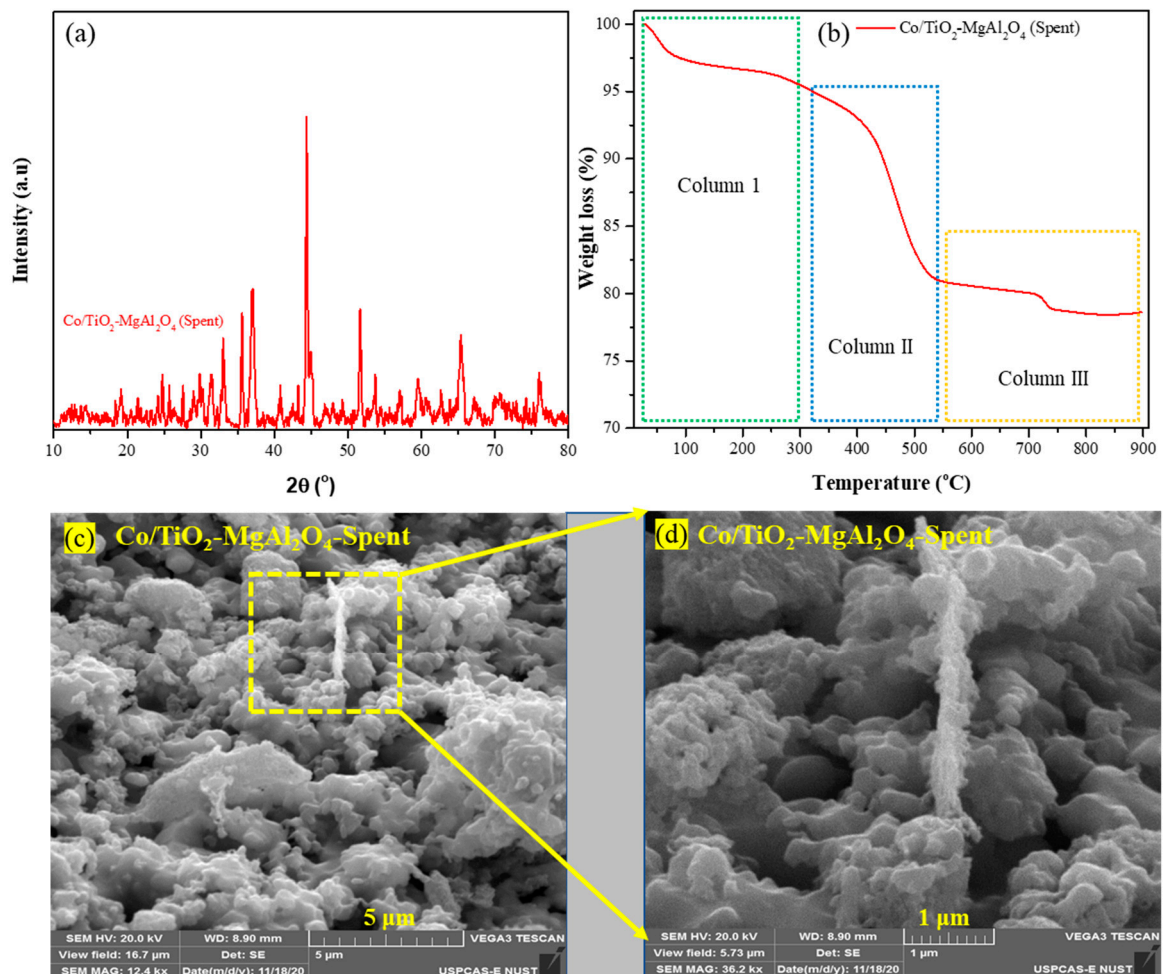 (a)
Intensity (a.u)
Co/TiO₂-MgAl₂O₄ (Spent)
10 20 30 40 50 60 70 80
2θ (°)
(b)
Co/TiO₂-MgAl₂O₄ (Spent)
Weight loss (%)
100
95
90
85
80
75
70
Column 1
Column II
Column III
100 200 300 400 500 600 700 800 900
Temperature (°C)
(c) Co/TiO₂-MgAl₂O₄-Spent
5 μm
SEM HV: 20.0 kV WD: 8.90 mm VEGA3 TESCAN
View field: 16.7 μm Det: SE 5 μm
SEM MAG: 12.4 kx Date(m/d/y): 11/18/20 USPCAS-E NUST
(d) Co/TiO₂-MgAl₂O₄-Spent
1 μm
SEM HV: 20.0 kV WD: 8.90 mm VEGA3 TESCAN
View field: 5.73 μm Det: SE 1 μm
SEM MAG: 36.2 kx Date(m/d/y): 11/18/20 USPCAS-E NUST